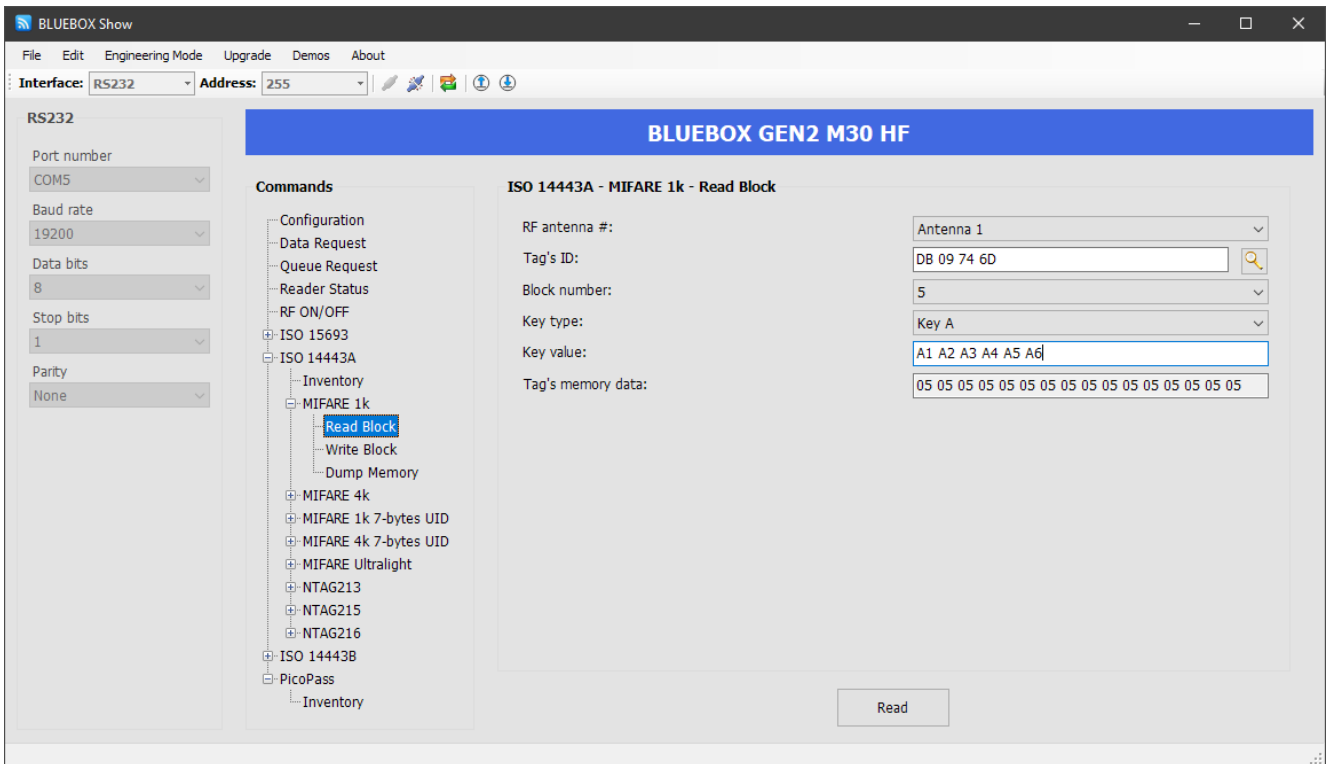 BLUEBOX Show
File Edit Engineering Mode Upgrade Demos About
Interface: RS232 Address: 255
RS232
Port number
COM5
Baud rate
19200
Data bits
8
Stop bits
1
Parity
None
BLUEBOX GEN2 M30 HF
Commands
Configuration
Data Request
Queue Request
Reader Status
RF ON/OFF
ISO 15693
ISO 14443A
Inventory
MIFARE 1k
Read Block
Write Block
Dump Memory
MIFARE 4k
MIFARE 1k 7-bytes UID
MIFARE 4k 7-bytes UID
MIFARE Ultralight
NTAG213
NTAG215
NTAG216
ISO 14443B
PicoPass
Inventory
ISO 14443A - MIFARE 1k - Read Block
RF antenna #: Antenna 1
Tag's ID: DB 09 74 6D
Block number: 5
Key type: Key A
Key value: A1 A2 A3 A4 A5 A6
Tag's memory data: 05 05 05 05 05 05 05 05 05 05 05 05 05 05 05 05
Read